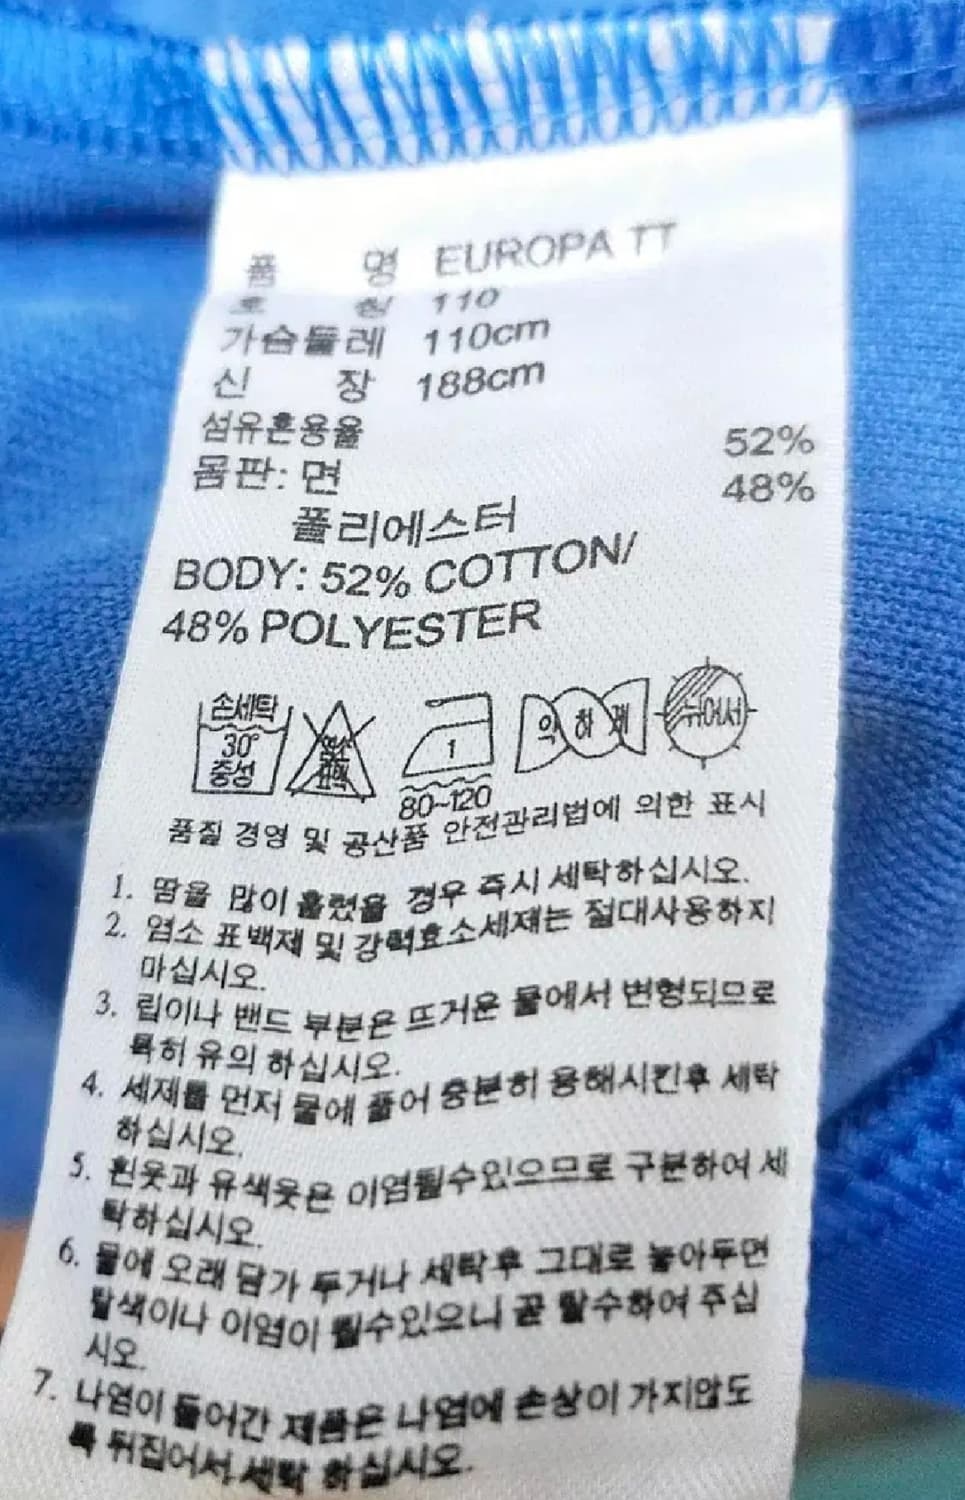 품 명 EUROPA TT
호 칭 110
가슴둘레 110cm
신 장 188cm
섬유혼용율
몸판: 면 52%
폴리에스터 48%
BODY: 52% COTTON/
48% POLYESTER
손세탁 30° 중성
염소 표백
1
80~120
약하게
뉘어서
품질 경영 및 공산품 안전관리법에 의한 표시
1. 땀을 많이 흘렸을 경우 즉시 세탁하십시오.
2. 염소 표백제 및 강력효소세제는 절대사용하지
마십시오.
3. 립이나 밴드 부분은 뜨거운 물에서 변형되므로
특히 유의 하십시오.
4. 세제를 먼저 물에 풀어 충분히 용해시킨후 세탁
하십시오.
5. 흰옷과 유색옷은 이염될수있으므로 구분하여 세
탁하십시오.
6. 물에 오래 담가 두거나 세탁후 그대로 놓아두면
탈색이나 이염이 될수있으니 곧 탈수하여 주십
시오.
7. 나염이 들어간 제품은 나염에 손상이 가지않도
록 뒤집어서 세탁 하십시오.